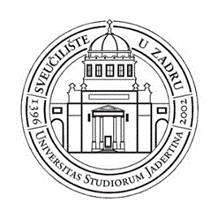 SVEUČILIŠTE U ZADRU
1396 UNIVERSITAS STUDIORUM JADERTINA 2002